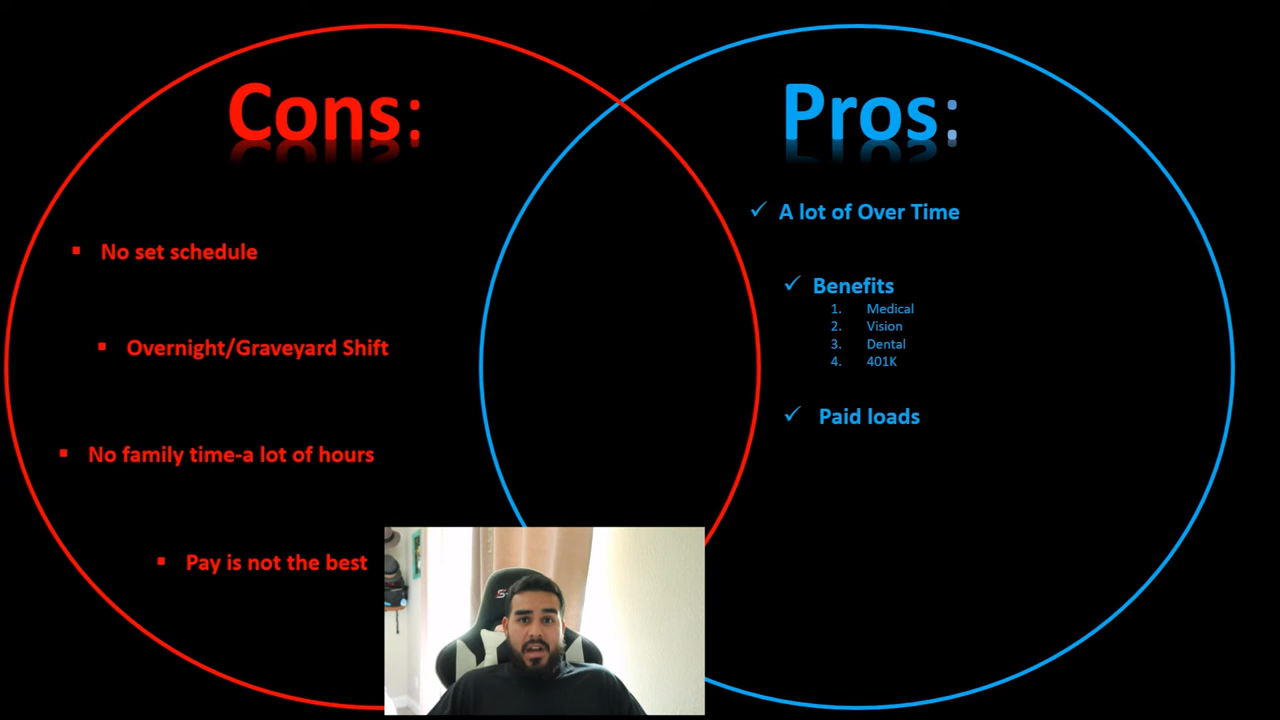 Cons:
No set schedule
Overnight/Graveyard Shift
No family time-a lot of hours
Pay is not the best
Pros:
A lot of Over Time
Benefits
1. Medical
2. Vision
3. Dental
4. 401K
Paid loads